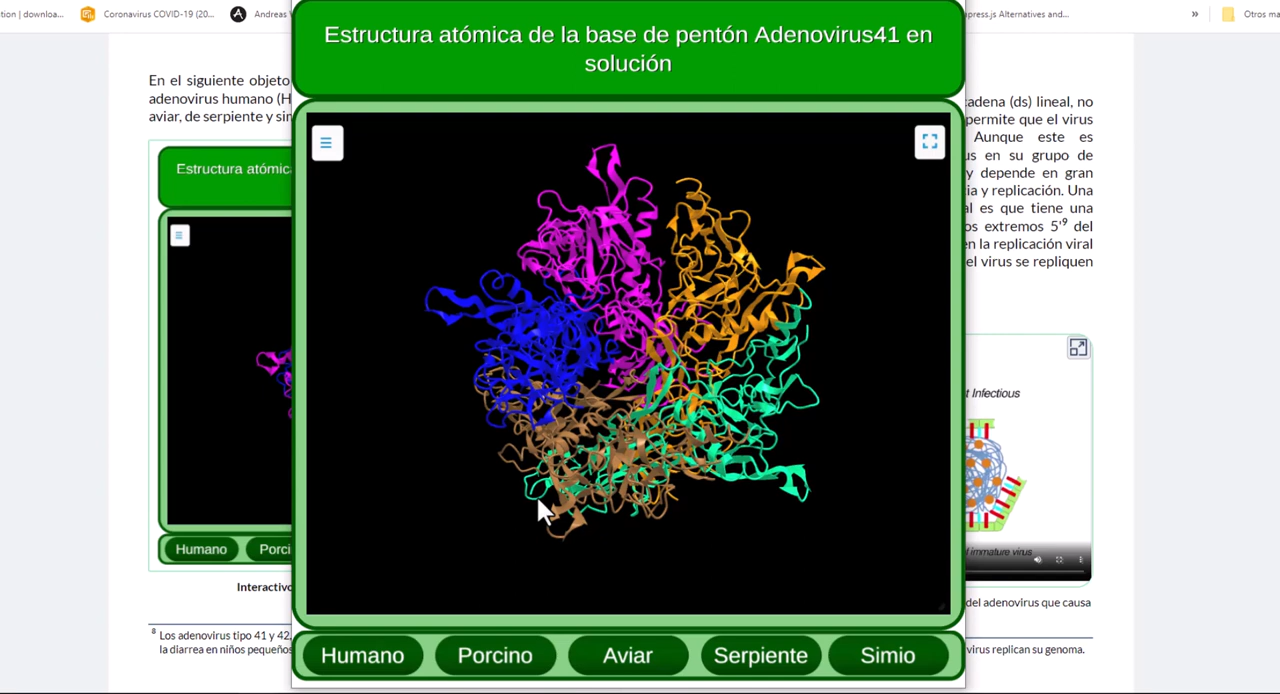 tion | downloa...
Coronavirus COVID-19 (20...
Andreas
press.js Alternatives and...
»
Otros ma
En el siguiente objeto
adenovirus humano (H
aviar, de serpiente y sim
Estructura atómic
Humano
Porci
Interactivo
8 Los adenovirus tipo 41 y 42,
la diarrea en niños pequeños
Estructura atómica de la base de pentón Adenovirus41 en
solución
Humano
Porcino
Aviar
Serpiente
Simio
cadena (ds) lineal, no
permite que el virus
Aunque este es
us en su grupo de
y depende en gran
ia y replicación. Una
al es que tiene una
os extremos 5'9 del
en la replicación viral
el virus se repliquen
t Infectious
f immature virus
del adenovirus que causa
virus replican su genoma.